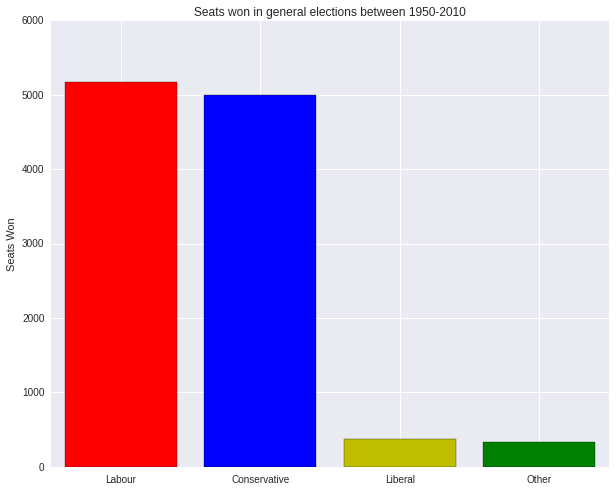 Seats won in general elections between 1950-2010
6000
5000
4000
3000
2000
1000
0
Seats Won
Labour
Conservative
Liberal
Other